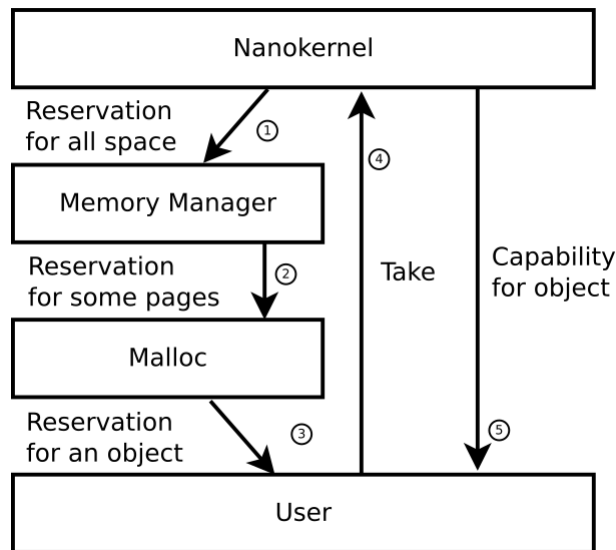 Nanokernel
Reservation
for all space
①
④
Memory Manager
Reservation
for some pages
②
Take
Capability
for object
Malloc
Reservation
for an object
③
⑤
User